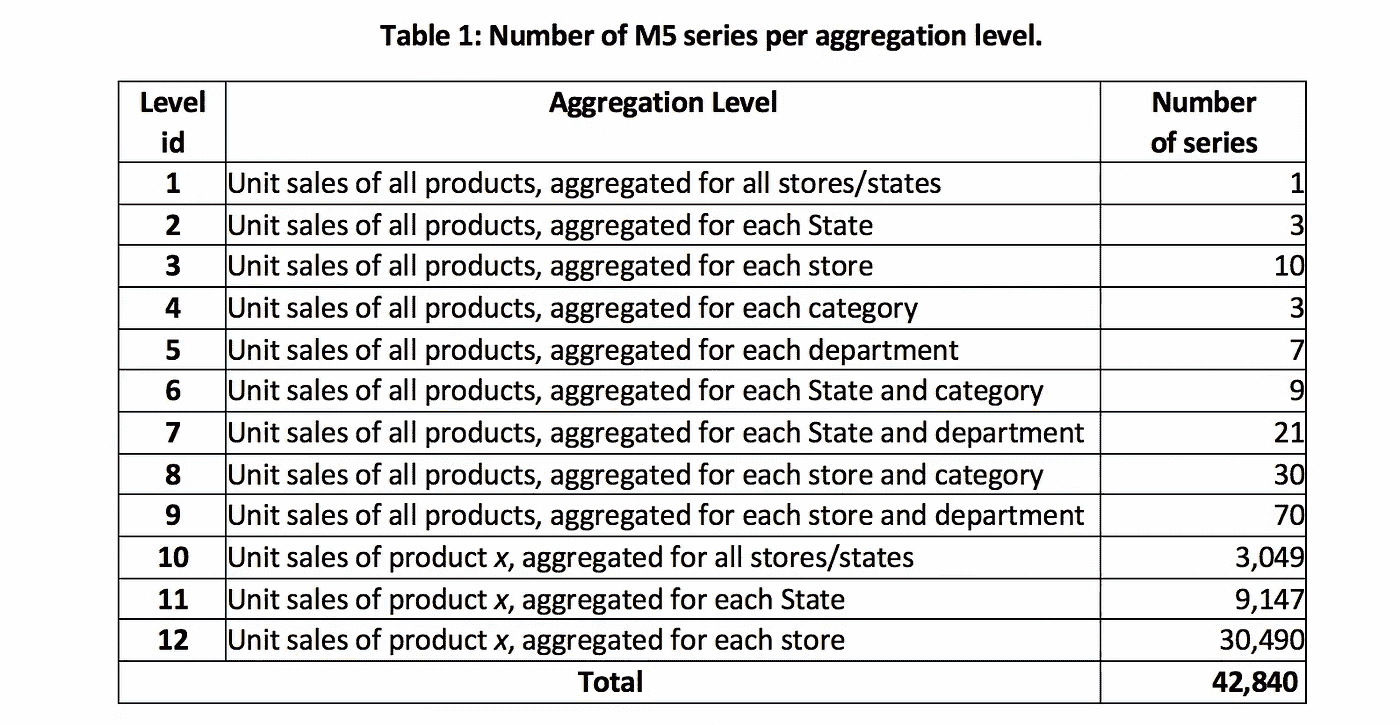 Table 1: Number of M5 series per aggregation level.
Level id Aggregation Level Number of series
1 Unit sales of all products, aggregated for all stores/states 1
2 Unit sales of all products, aggregated for each State 3
3 Unit sales of all products, aggregated for each store 10
4 Unit sales of all products, aggregated for each category 3
5 Unit sales of all products, aggregated for each department 7
6 Unit sales of all products, aggregated for each State and category 9
7 Unit sales of all products, aggregated for each State and department 21
8 Unit sales of all products, aggregated for each store and category 30
9 Unit sales of all products, aggregated for each store and department 70
10 Unit sales of product x, aggregated for all stores/states 3,049
11 Unit sales of product x, aggregated for each State 9,147
12 Unit sales of product x, aggregated for each store 30,490
Total 42,840